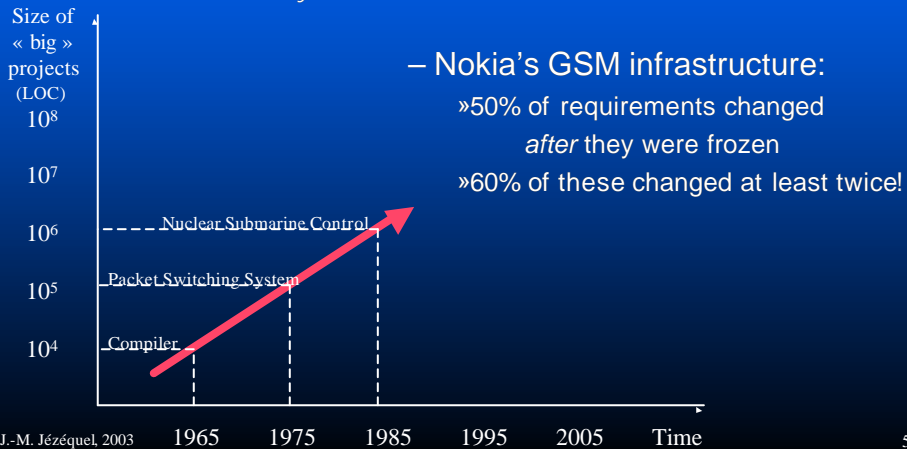 Size of
« big »
projects
(LOC)
10⁸
10⁷
10⁶
10⁵
10⁴
– Nokia's GSM infrastructure:
»50% of requirements changed
after they were frozen
»60% of these changed at least twice!
Nuclear Submarine Control
Packet Switching System
Compiler
1965 1975 1985 1995 2005 Time
J.-M. Jézéquel, 2003
5